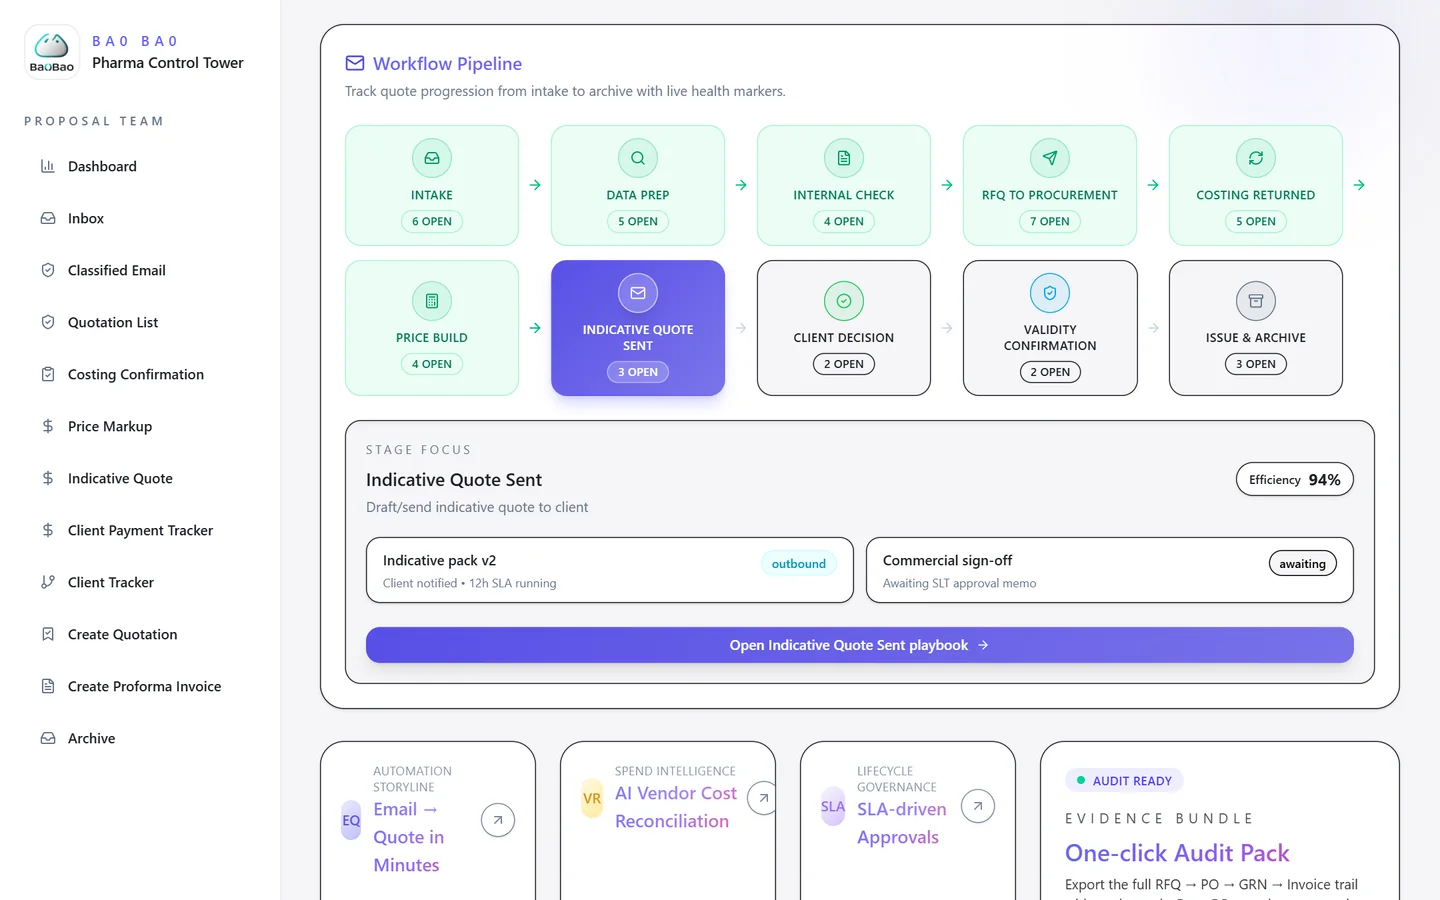 BAO BAO
Pharma Control Tower
BaoBao
PROPOSAL TEAM
Dashboard
Inbox
Classified Email
Quotation List
Costing Confirmation
Price Markup
Indicative Quote
Client Payment Tracker
Client Tracker
Create Quotation
Create Proforma Invoice
Archive
Workflow Pipeline
Track quote progression from intake to archive with live health markers.
INTAKE
6 OPEN
DATA PREP
5 OPEN
INTERNAL CHECK
4 OPEN
RFQ TO PROCUREMENT
7 OPEN
COSTING RETURNED
5 OPEN
PRICE BUILD
4 OPEN
INDICATIVE QUOTE
SENT
3 OPEN
CLIENT DECISION
2 OPEN
VALIDITY
CONFIRMATION
2 OPEN
ISSUE & ARCHIVE
3 OPEN
STAGE FOCUS
Indicative Quote Sent
Draft/send indicative quote to client
Efficiency 94%
Indicative pack v2
Client notified • 12h SLA running
outbound
Commercial sign-off
Awaiting SLT approval memo
awaiting
Open Indicative Quote Sent playbook →
EQ
AUTOMATION
STORYLINE
Email →
Quote in
Minutes
VR
SPEND INTELLIGENCE
AI Vendor Cost
Reconciliation
SLA
LIFECYCLE
GOVERNANCE
SLA-driven
Approvals
AUDIT READY
EVIDENCE BUNDLE
One-click Audit Pack
Export the full RFQ → PO → GRN → Invoice trail